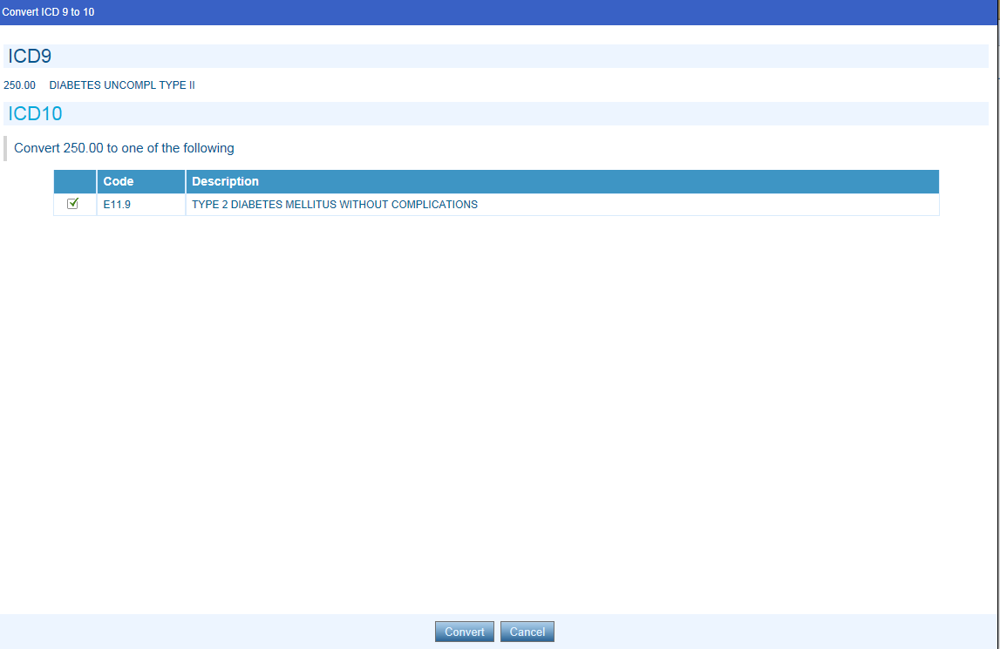 Convert ICD 9 to 10
ICD9
250.00 DIABETES UNCOMPL TYPE II
ICD10
Convert 250.00 to one of the following
Code Description
E11.9 TYPE 2 DIABETES MELLITUS WITHOUT COMPLICATIONS
Convert Cancel